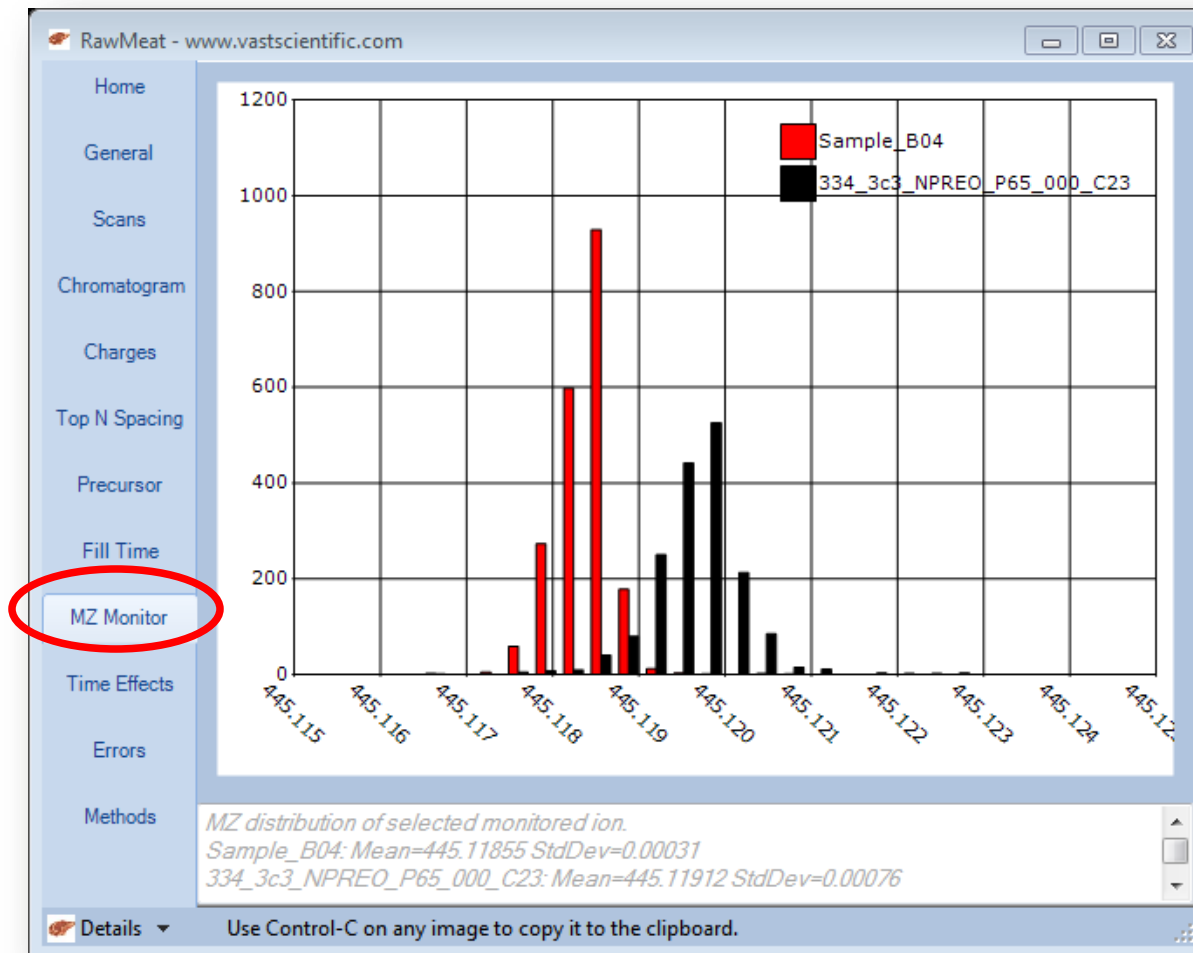 RawMeat - www.vastscientific.com
Home
General
Scans
Chromatogram
Charges
Top N Spacing
Precursor
Fill Time
MZ Monitor
Time Effects
Errors
Methods
1200
1000
800
600
400
200
0
Sample_B04
334_3c3_NPREO_P65_000_C23
445.115
445.116
445.117
445.118
445.119
445.120
445.121
445.122
445.123
445.124
MZ distribution of selected monitored ion.
Sample_B04: Mean=445.11855 StdDev=0.00031
334_3c3_NPREO_P65_000_C23: Mean=445.11912 StdDev=0.00076
Details Use Control-C on any image to copy it to the clipboard.